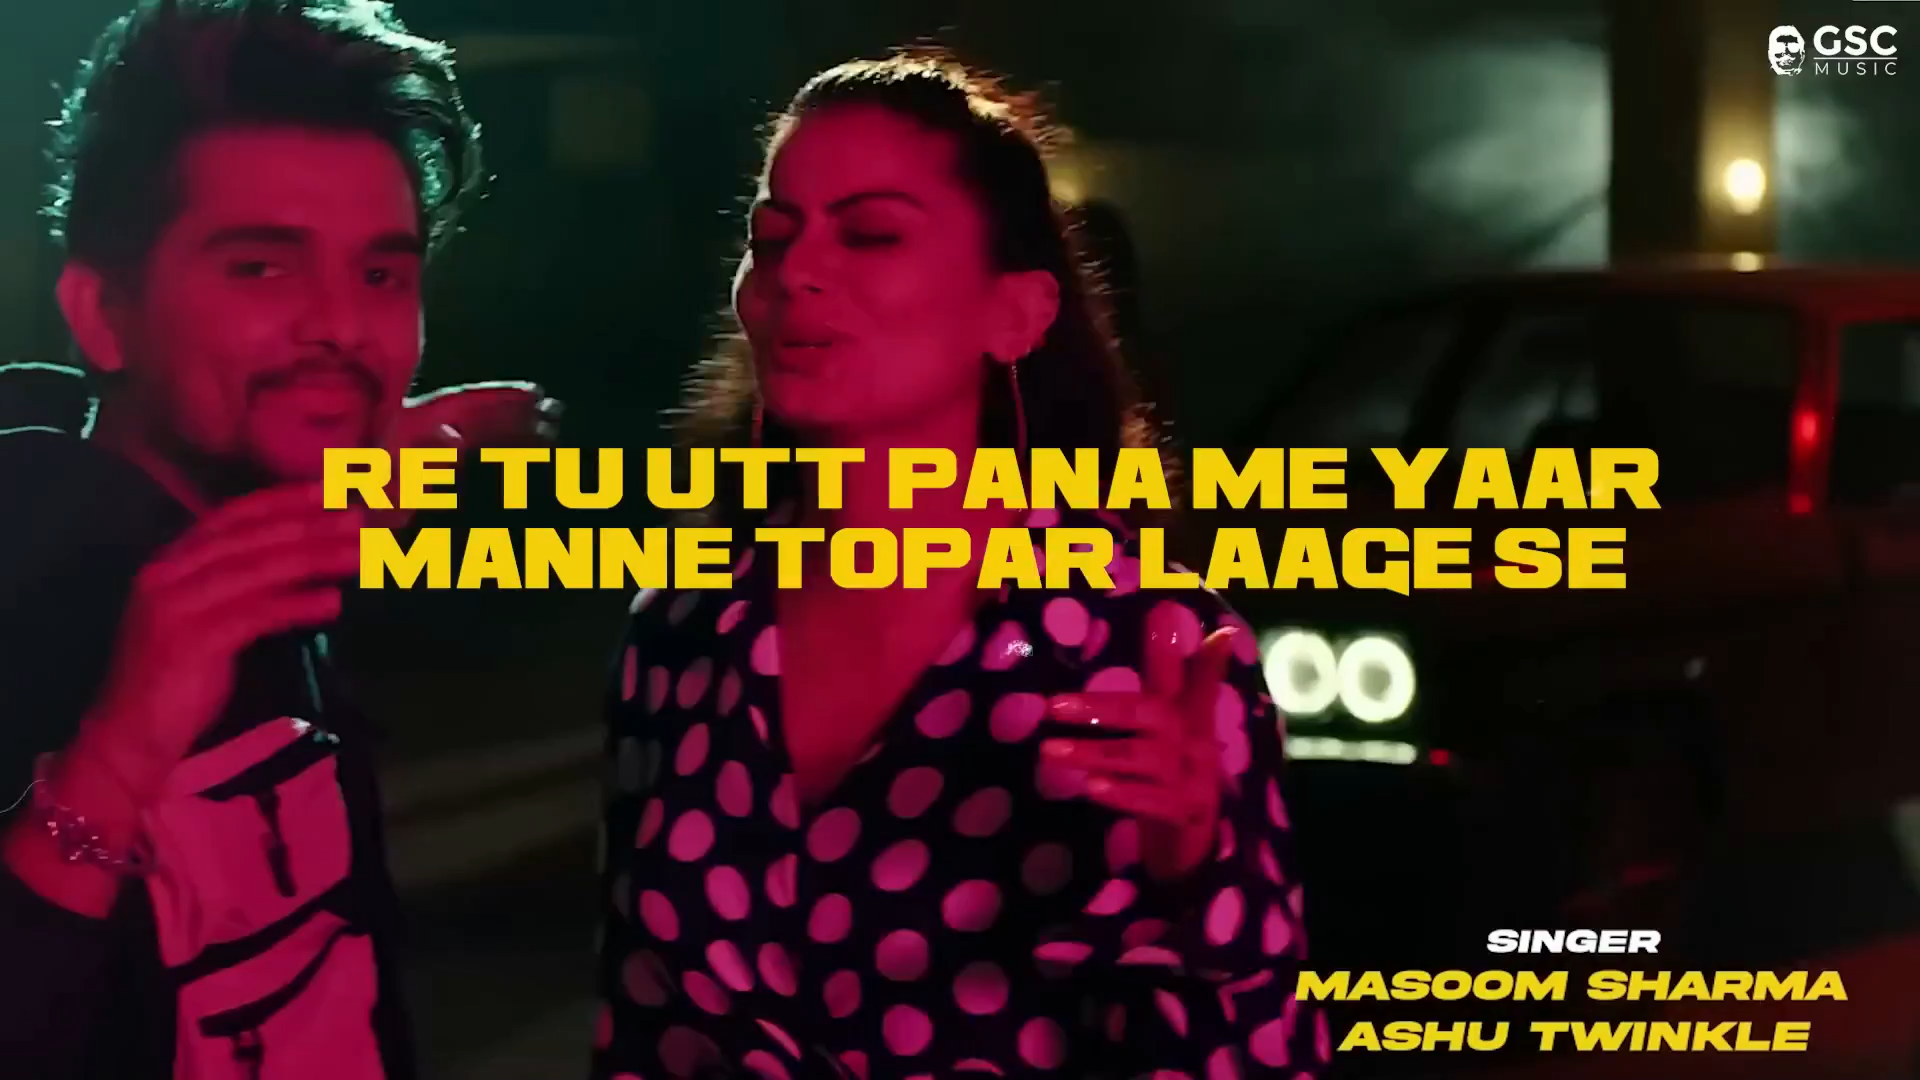 GSC
MUSIC
RE TU UTT PANA ME YAAR
MANNE TOPAR LAAGE SE
SINGER
MASOOM SHARMA
ASHU TWINKLE